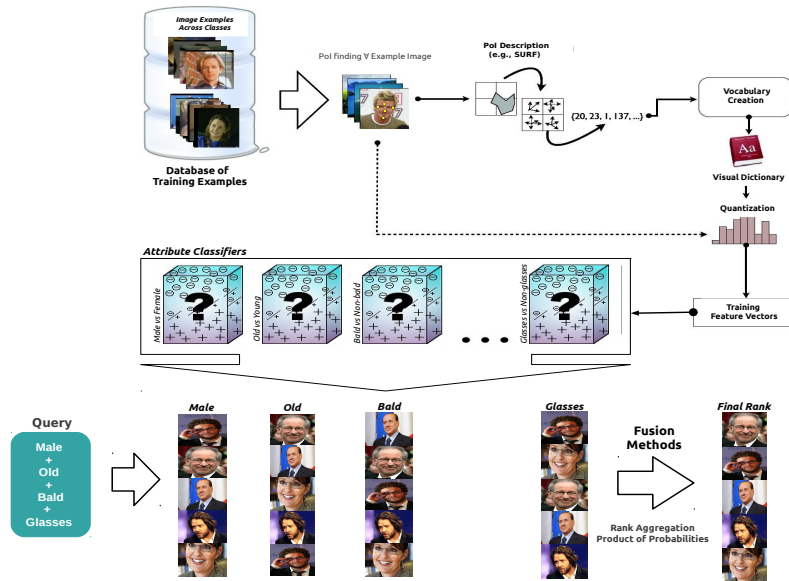 Image Examples
Across Classes
Database of
Training Examples
PoI finding ∀ Example Image
PoI Description
(e.g., SURF)
{20, 23, 1, 137, ...}
Vocabulary
Creation
Aa
Visual Dictionary
Quantization
Training
Feature Vectors
Attribute Classifiers
Male vs Female
?
Old vs Young
?
Bald vs Non-bald
?
Glasses vs Non-glasses
?
Query
Male
+
Old
+
Bald
+
Glasses
Male
Old
Bald
Glasses
Final Rank
Fusion
Methods
Rank Aggregation
Product of Probabilities